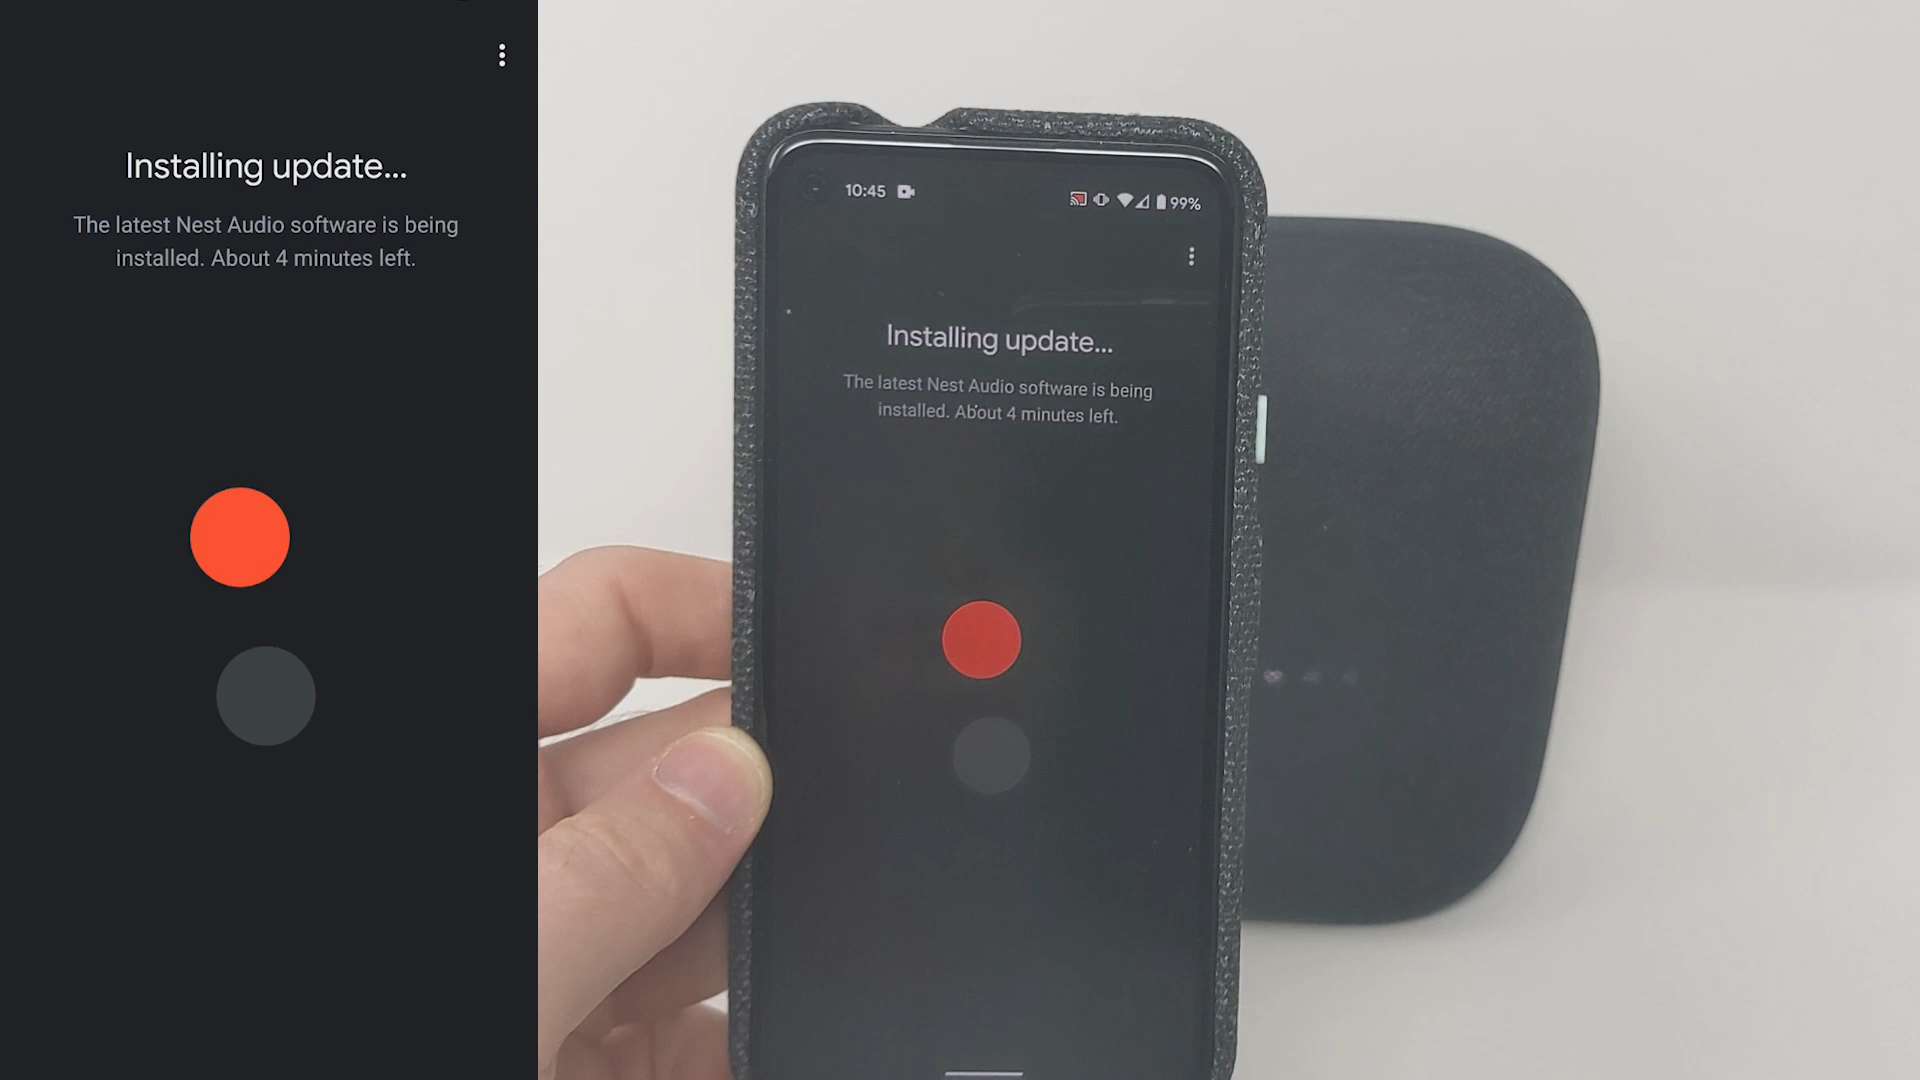 Installing update...
The latest Nest Audio software is being
installed. About 4 minutes left.
10:45
99%
Installing update...
The latest Nest Audio software is being
installed. About 4 minutes left.